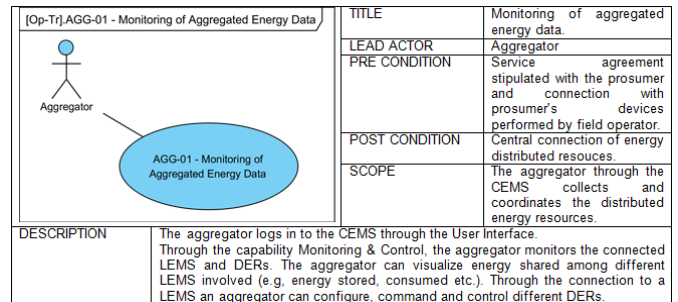 [Op-Tr].AGG-01 - Monitoring of Aggregated Energy Data
Aggregator
AGG-01 - Monitoring of
Aggregated Energy Data
TITLE
Monitoring of aggregated
energy data.
LEAD ACTOR
Aggregator
PRE CONDITION
Service agreement
stipulated with the prosumer
and connection with
prosumer's devices
performed by field operator.
POST CONDITION
Central connection of energy
distributed resouces.
SCOPE
The aggregator through the
CEMS collects and
coordinates the distributed
energy resources.
DESCRIPTION
The aggregator logs in to the CEMS through the User Interface.
Through the capability Monitoring & Control, the aggregator monitors the connected
LEMS and DERs. The aggregator can visualize energy shared among different
LEMS involved (e.g, energy stored, consumed etc.). Through the connection to a
LEMS an aggregator can configure, command and control different DERs.